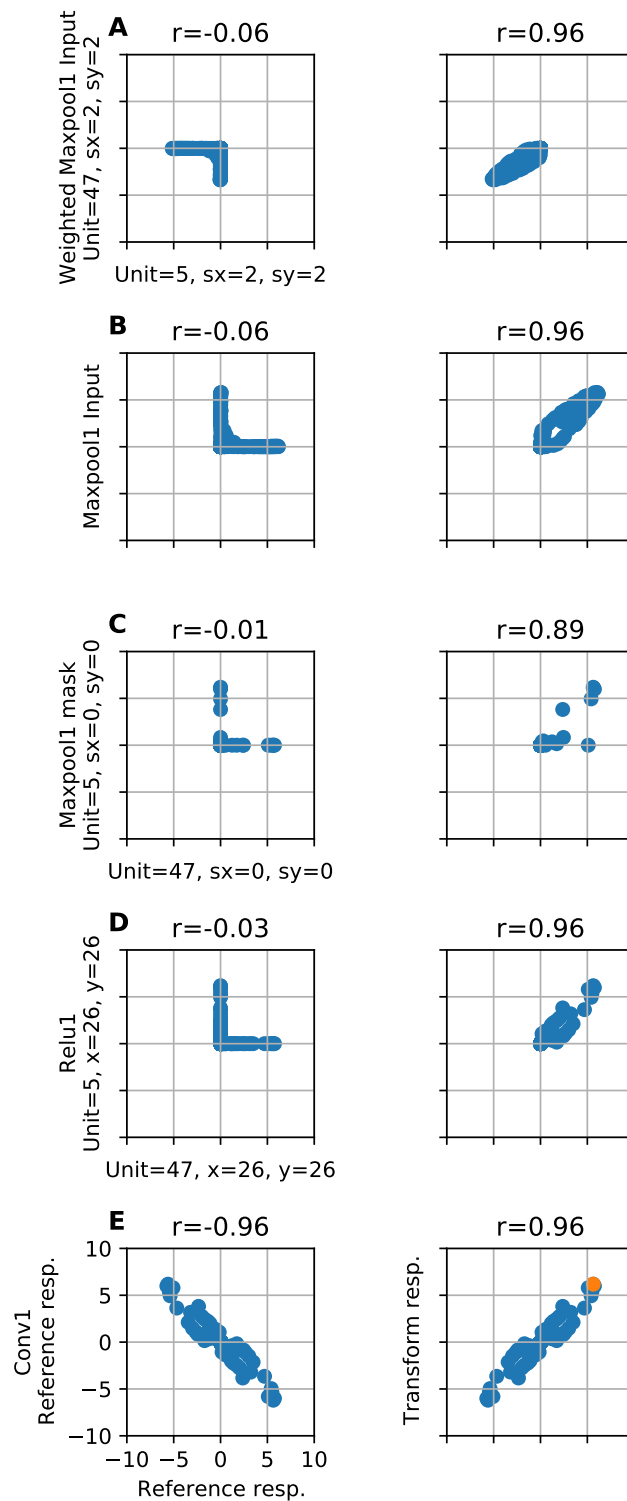 A
r=-0.06
r=0.96
Weighted Maxpool1 Input
Unit=47, sx=2, sy=2
Unit=5, sx=2, sy=2
B
r=-0.06
r=0.96
Maxpool1 Input
C
r=-0.01
r=0.89
Maxpool1 mask
Unit=5, sx=0, sy=0
Unit=47, sx=0, sy=0
D
r=-0.03
r=0.96
Relu1
Unit=5, x=26, y=26
Unit=47, x=26, y=26
E
r=-0.96
r=0.96
Conv1
Reference resp.
10
5
0
−5
−10
−10 −5 0 5 10
Reference resp.
Transform resp.